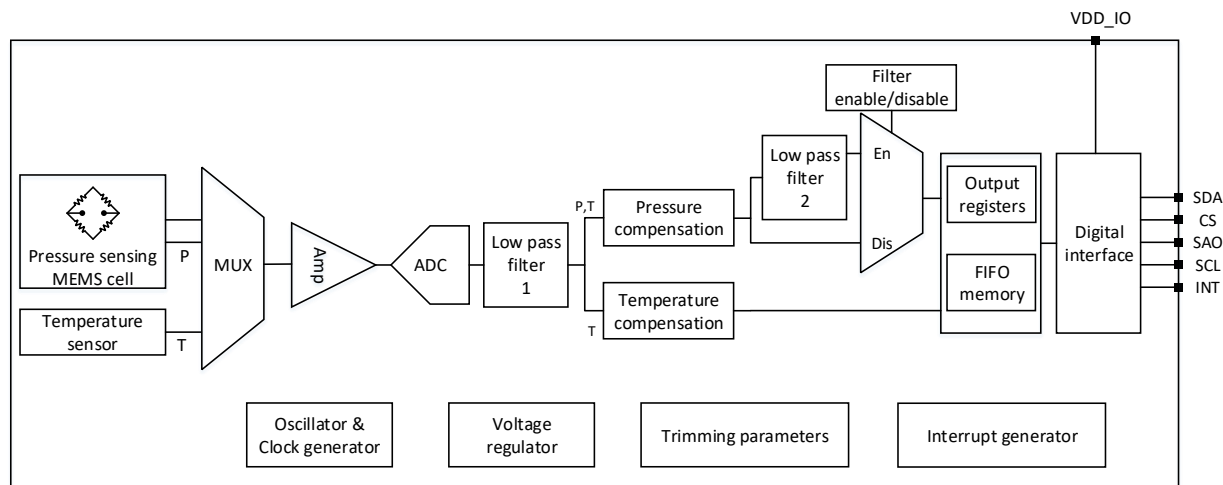 VDD_IO
Filter
enable/disable
Low pass
filter
2
En
Dis
Pressure sensing
MEMS cell
P
Temperature
sensor
T
MUX
Amp
ADC
Low pass
filter
1
P,T
Pressure
compensation
T
Temperature
compensation
Output
registers
FIFO
memory
Digital
interface
SDA
CS
SAO
SCL
INT
Oscillator &
Clock generator
Voltage
regulator
Trimming parameters
Interrupt generator